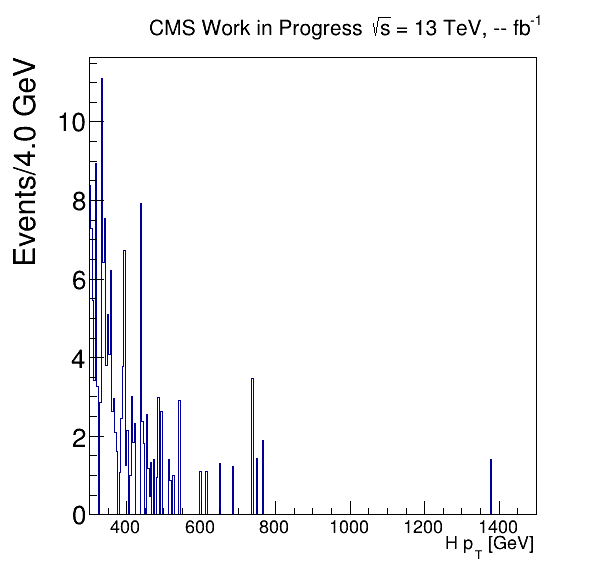 CMS Work in Progress √s = 13 TeV, -- fb⁻¹
Events/4.0 GeV
10
8
6
4
2
0
400 600 800 1000 1200 1400
H p_T [GeV]